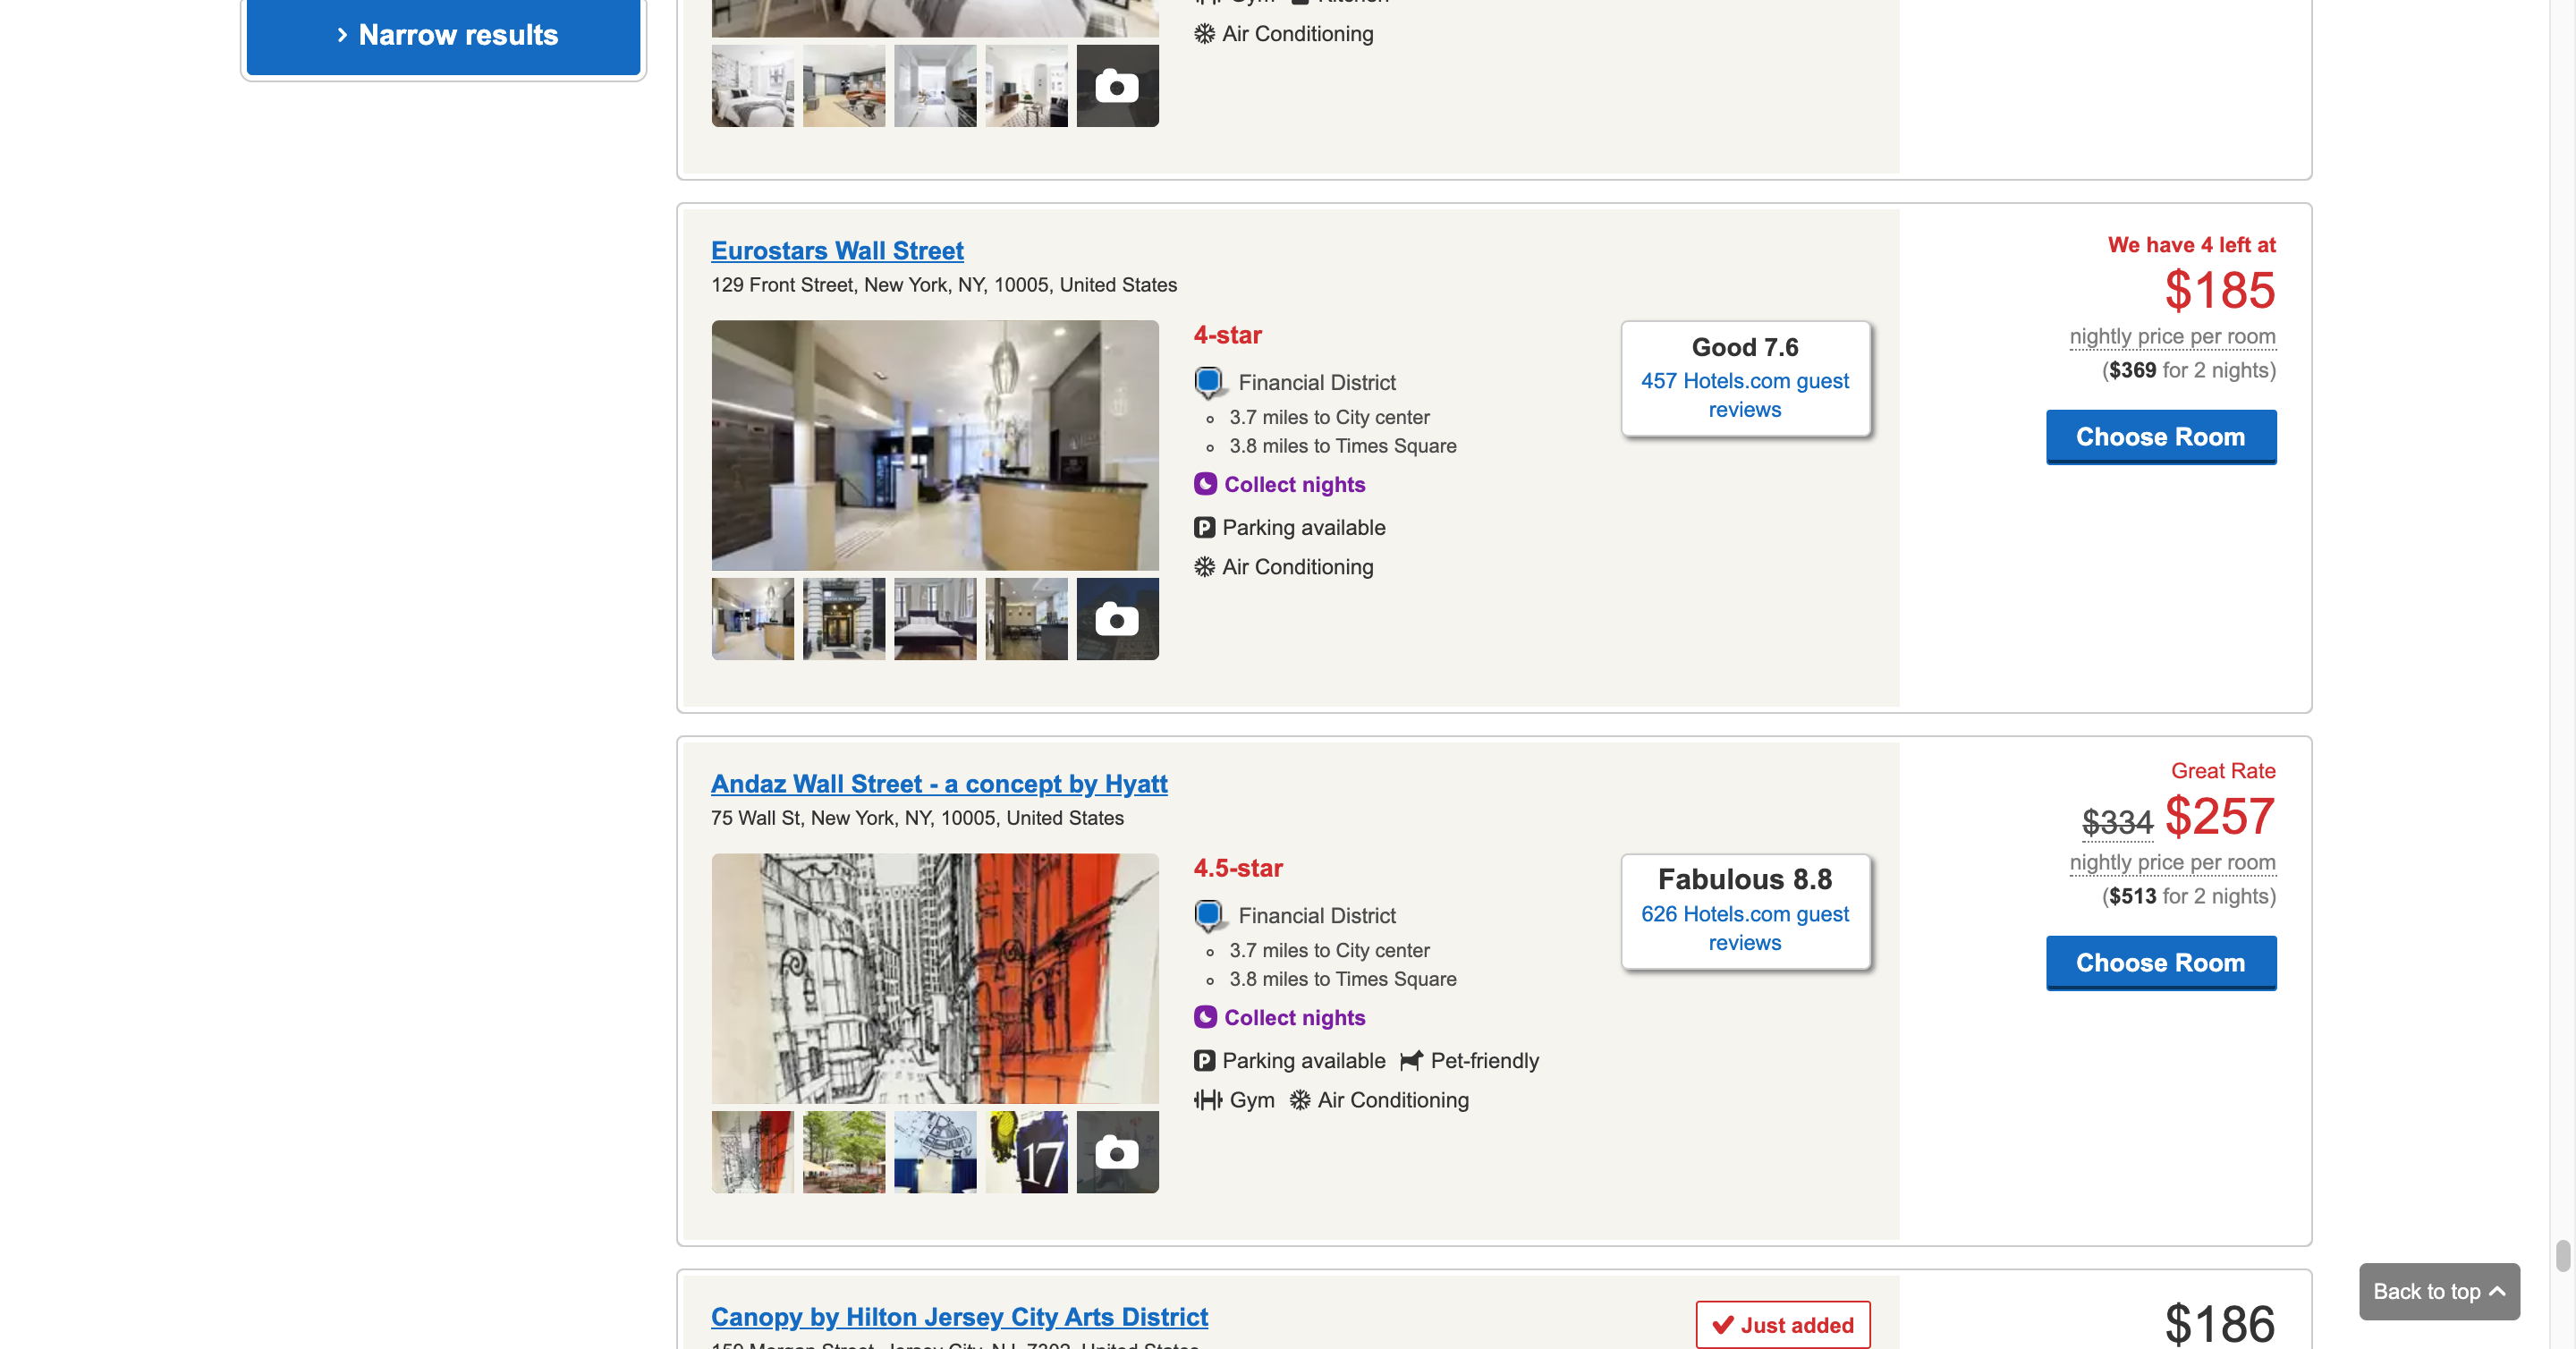 Narrow results
Air Conditioning
Eurostars Wall Street
129 Front Street, New York, NY, 10005, United States
4-star
Financial District
3.7 miles to City center
3.8 miles to Times Square
Collect nights
P Parking available
Air Conditioning
Good 7.6
457 Hotels.com guest
reviews
We have 4 left at
$185
nightly price per room
($369 for 2 nights)
Choose Room
Andaz Wall Street - a concept by Hyatt
75 Wall St, New York, NY, 10005, United States
4.5-star
Financial District
3.7 miles to City center
3.8 miles to Times Square
Collect nights
P Parking available Pet-friendly
Gym Air Conditioning
17
Fabulous 8.8
626 Hotels.com guest
reviews
Great Rate
$334 $257
nightly price per room
($513 for 2 nights)
Choose Room
Canopy by Hilton Jersey City Arts District
Just added
$186
Back to top